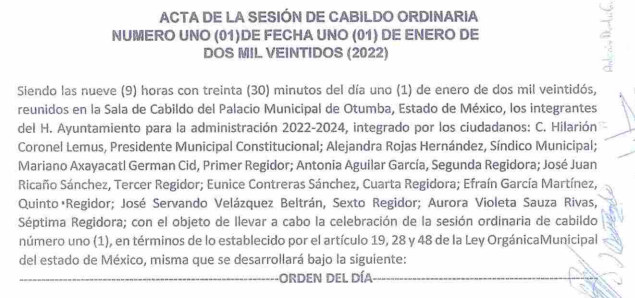 ACTA DE LA SESIÓN DE CABILDO ORDINARIA
NUMERO UNO (01)DE FECHA UNO (01) DE ENERO DE
DOS MIL VEINTIDOS (2022)
Siendo las nueve (9) horas con treinta (30) minutos del día uno (1) de enero de dos mil veintidós,
reunidos en la Sala de Cabildo del Palacio Municipal de Otumba, Estado de México, los integrantes
del H. Ayuntamiento para la administración 2022-2024, integrado por los ciudadanos: C. Hilarión
Coronel Lemus, Presidente Municipal Constitucional; Alejandra Rojas Hernández, Síndico Municipal;
Mariano Axayacatl German Cid, Primer Regidor; Antonia Aguilar García, Segunda Regidora; José Juan
Ricaño Sánchez, Tercer Regidor; Eunice Contreras Sánchez, Cuarta Regidora; Efraín García Martínez,
Quinto Regidor; José Servando Velázquez Beltrán, Sexto Regidor; Aurora Violeta Sauza Rivas,
Séptima Regidora; con el objeto de llevar a cabo la celebración de la sesión ordinaria de cabildo
número uno (1), en términos de lo establecido por el artículo 19, 28 y 48 de la Ley OrgánicaMunicipal
del estado de México, misma que se desarrollará bajo la siguiente:
ORDEN DEL DÍA